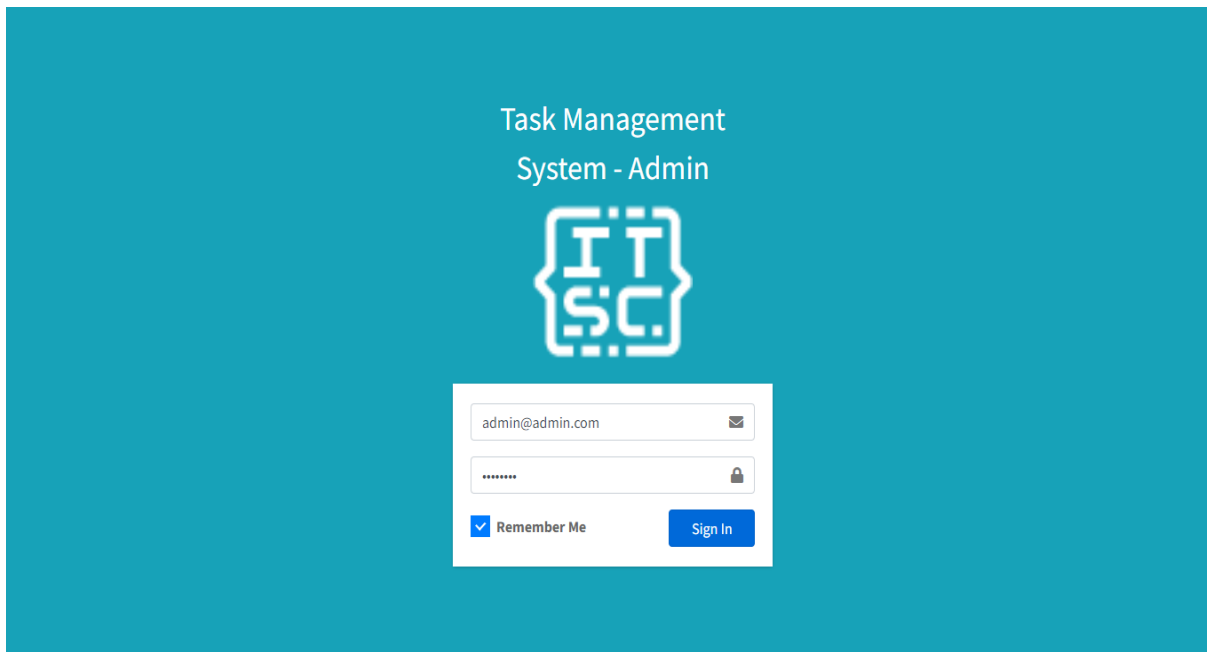 Task Management
System - Admin
IT
SC
admin@admin.com
••••••••
Remember Me
Sign In